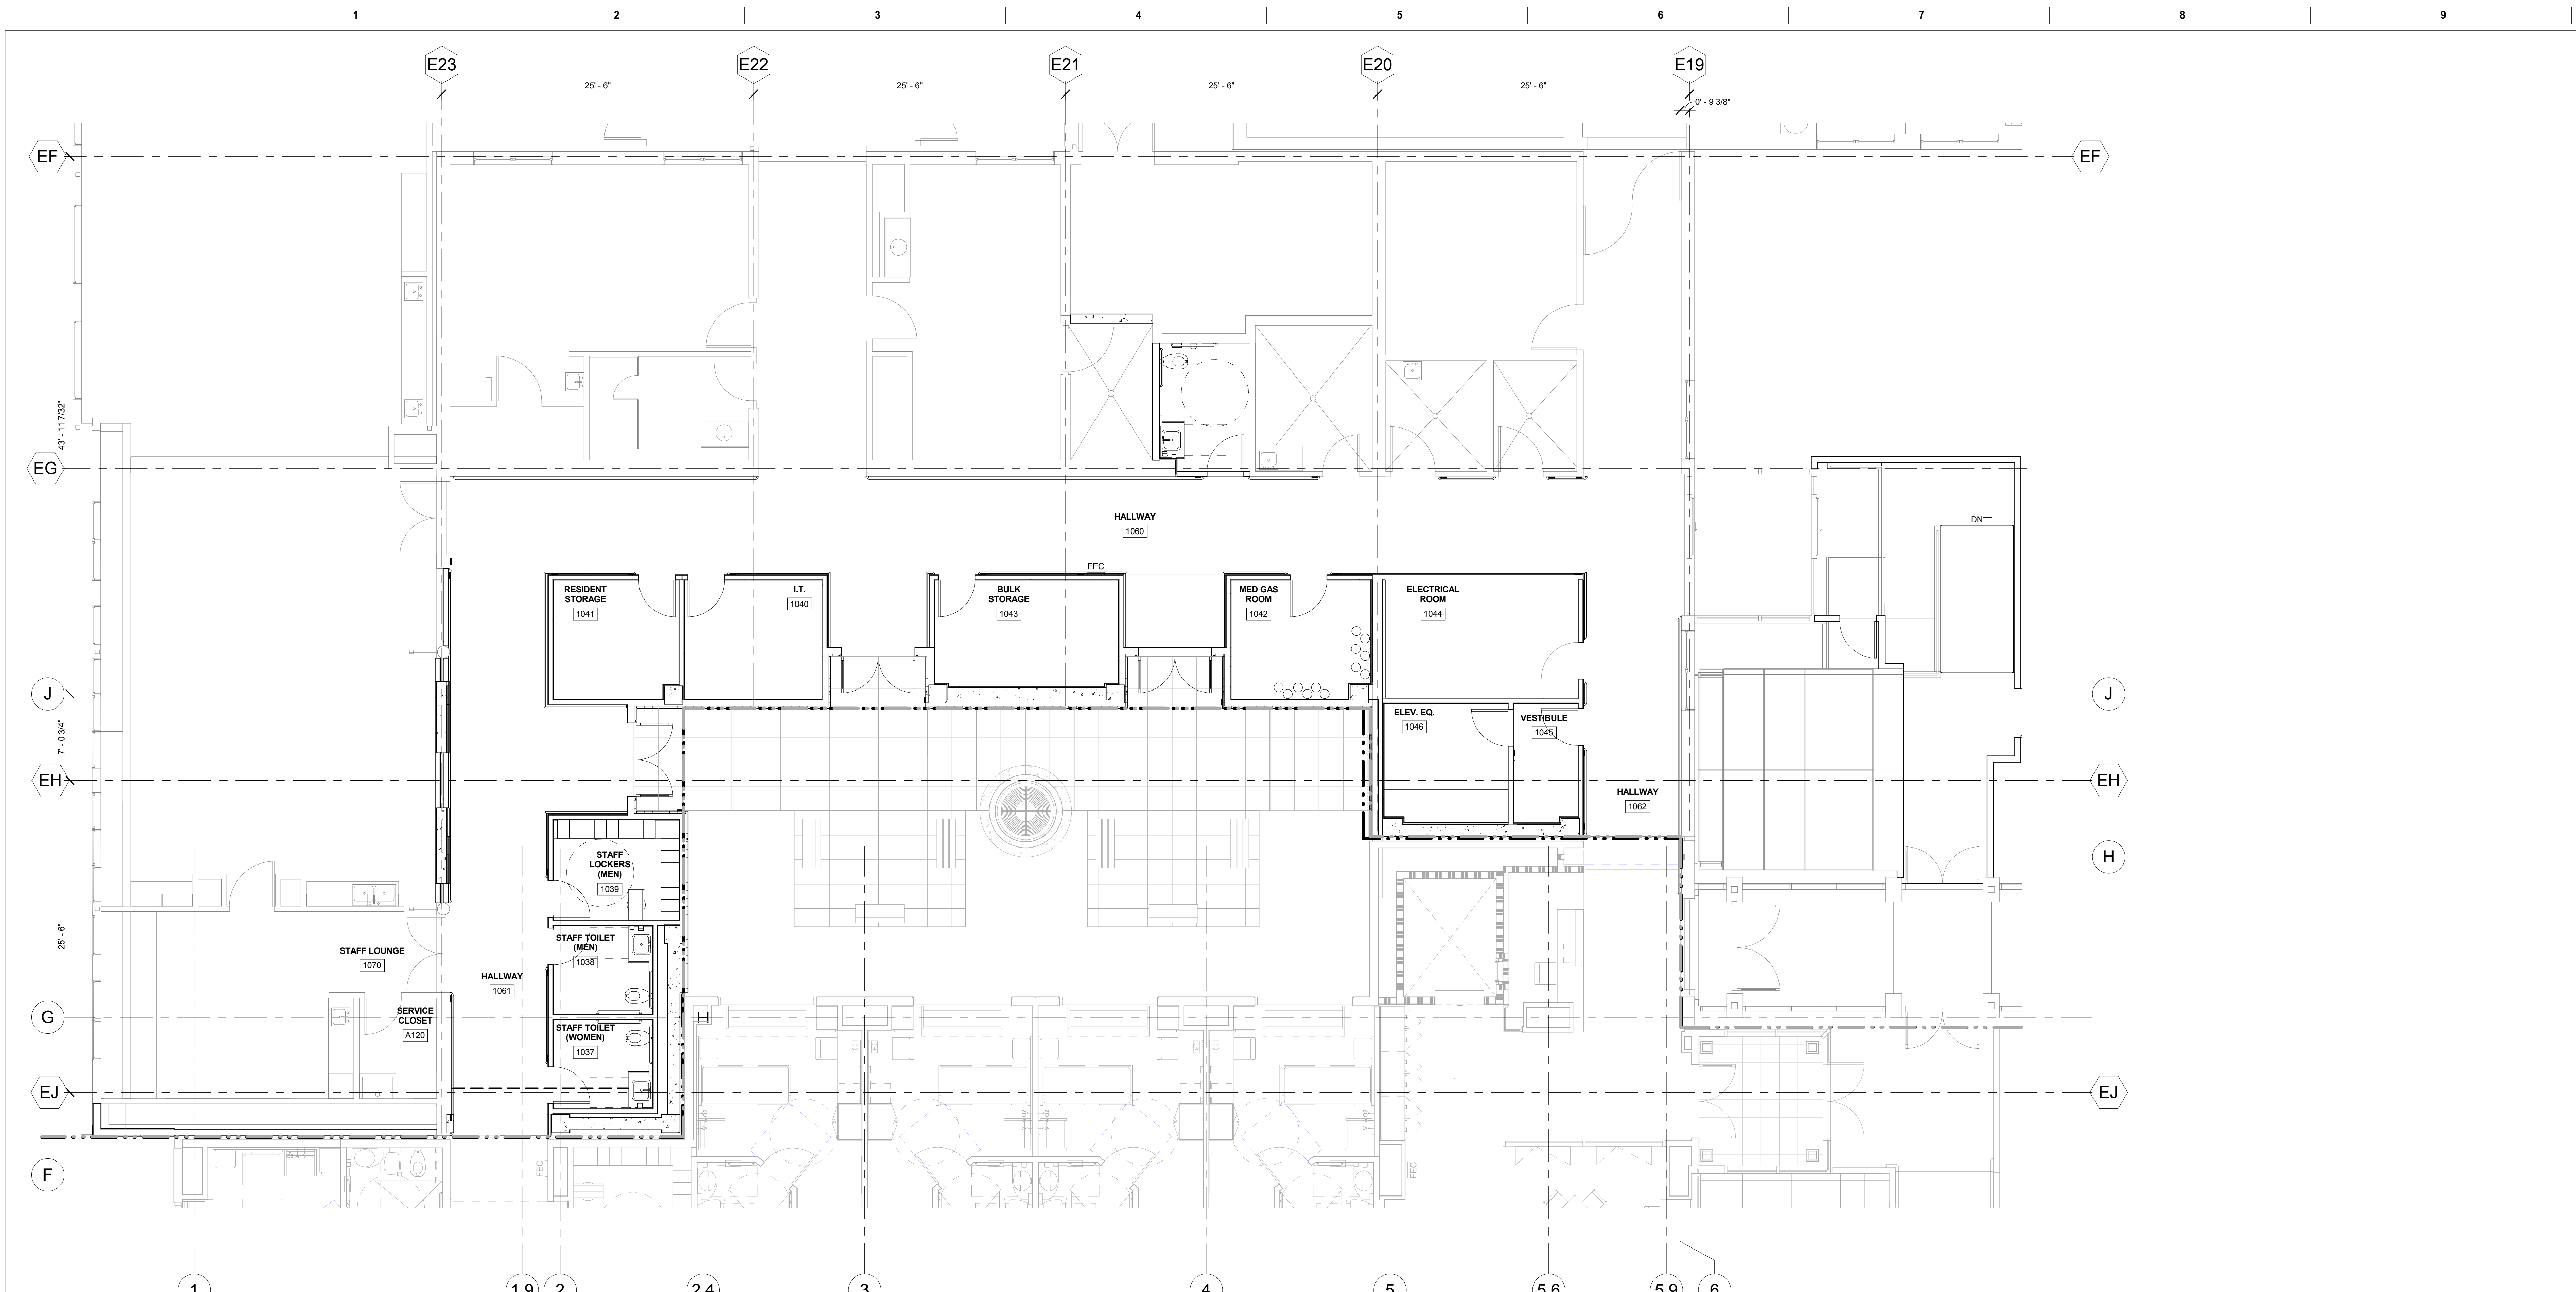 1 2 3 4 5 6 7 8 9
E23 E22 E21 E20 E19
25' - 6" 25' - 6" 25' - 6" 25' - 6"
0' - 9 3/8"
EF EF
43' - 11 7/32"
EG
HALLWAY
1060
DN
FEC
RESIDENT
STORAGE
1041
I.T.
1040
BULK
STORAGE
1043
MED GAS
ROOM
1042
ELECTRICAL
ROOM
1044
J J
7' - 0 3/4"
ELEV. EQ.
1046
VESTIBULE
1045
EH EH
HALLWAY
1062
H
STAFF
LOCKERS
(MEN)
1039
25' - 6"
STAFF LOUNGE
1070
STAFF TOILET
(MEN)
1038
HALLWAY
1061
G
SERVICE
CLOSET
A120
STAFF TOILET
(WOMEN)
1037
EJ EJ
F
FEC
FEC
1 1.9 2 2.4 3 4 5 5.6 5.9 6